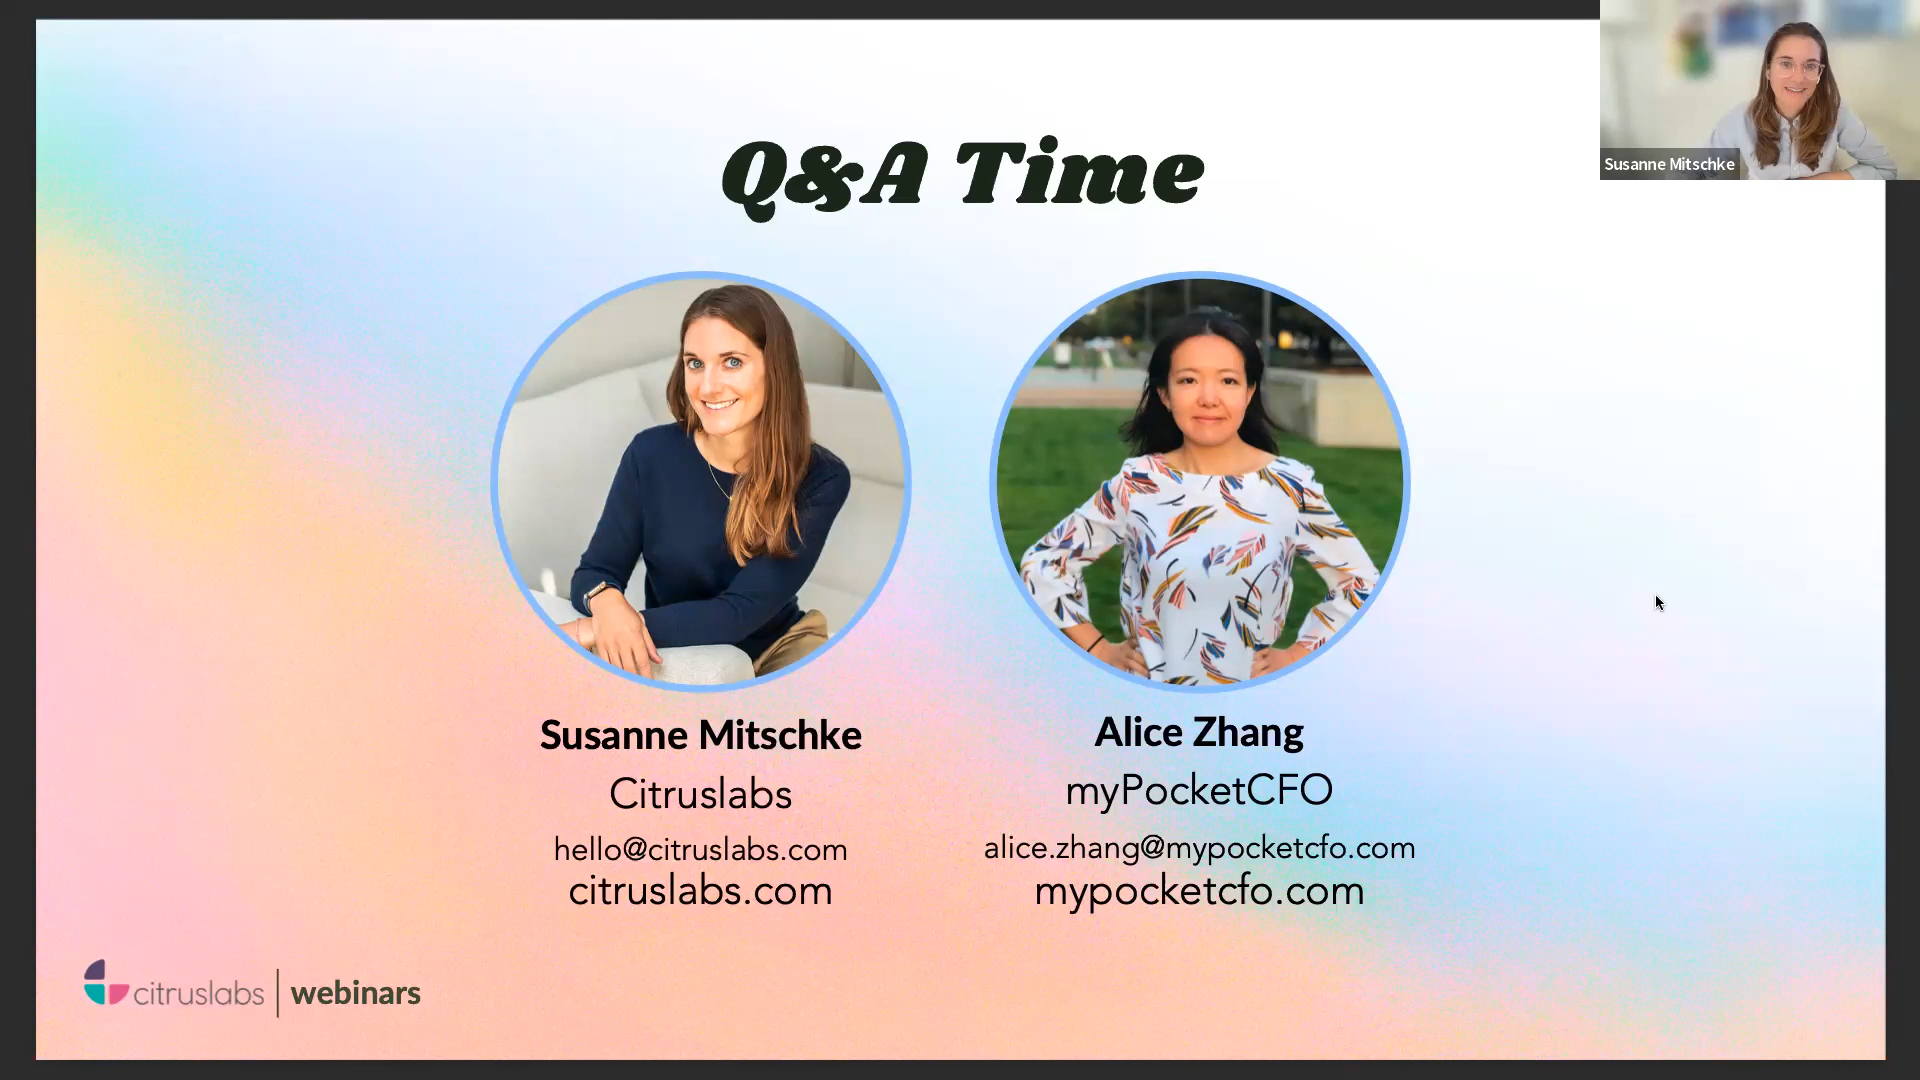 Q&A Time
Susanne Mitschke
Susanne Mitschke
Citruslabs
hello@citruslabs.com
citruslabs.com
Alice Zhang
myPocketCFO
alice.zhang@mypocketcfo.com
mypocketcfo.com
citruslabs | webinars